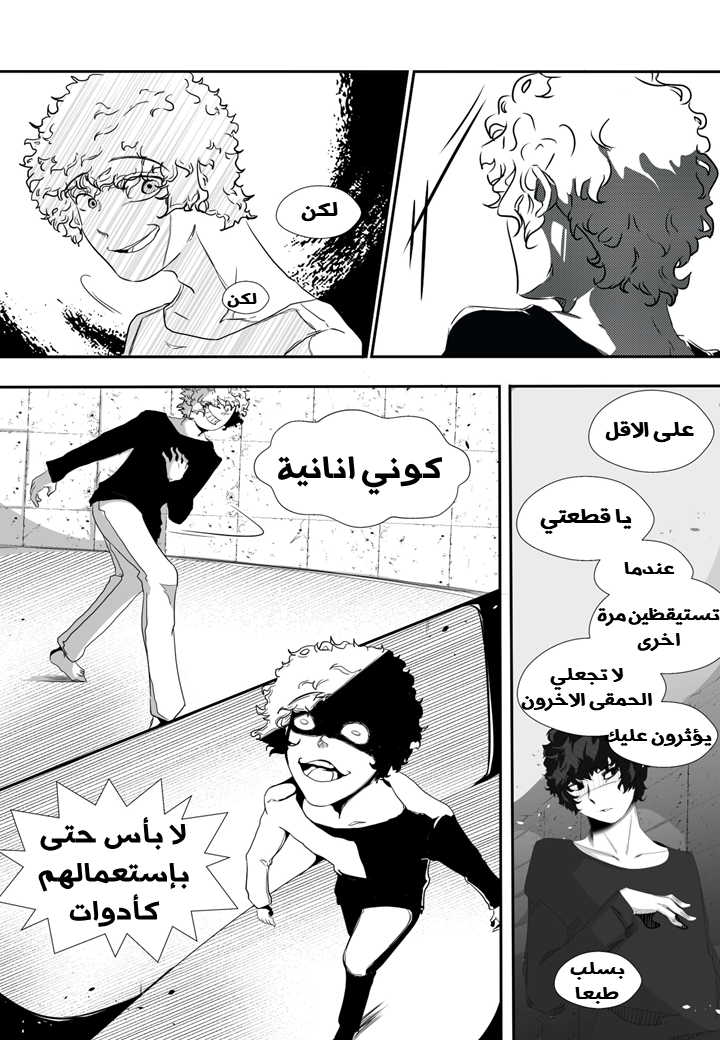 لكن
لكن
على الاقل
يا قطعتي
عندما
تستيقظين مرة
اخرى
لا تجعلي
الحمقى الاخرون
يؤثرون عليك
بسلب
طبعا
كوني انانية
لا بأس حتى
بإستعمالهم
كأدوات